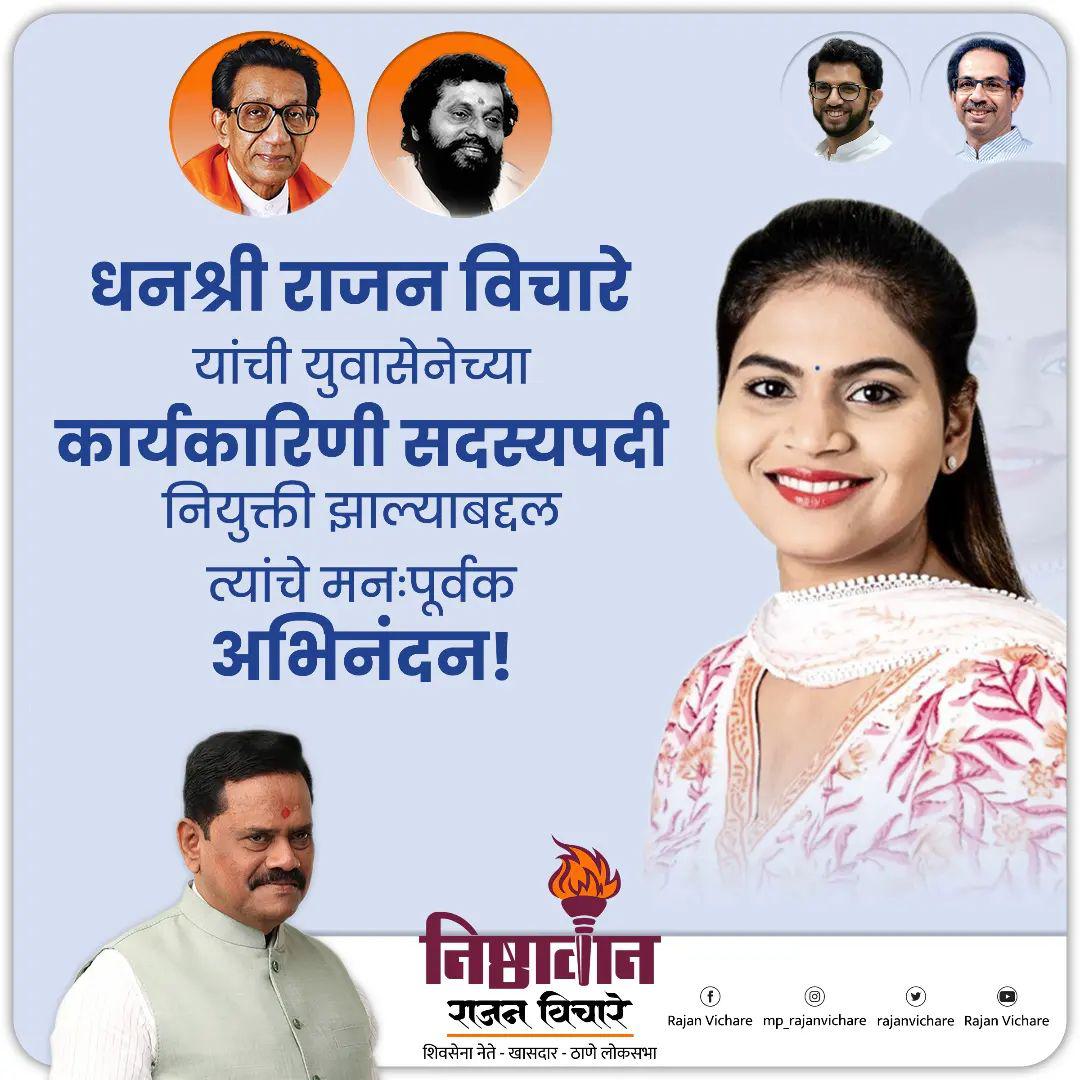 धनश्री राजन विचारे
यांची युवासेनेच्या
कार्यकारिणी सदस्यपदी
नियुक्ती झाल्याबद्दल
त्यांचे मनःपूर्वक
अभिनंदन!
निष्ठावान
राजन विचारे
शिवसेना नेते - खासदार - ठाणे लोकसभा
Rajan Vichare mp_rajanvichare rajanvichare Rajan Vichare